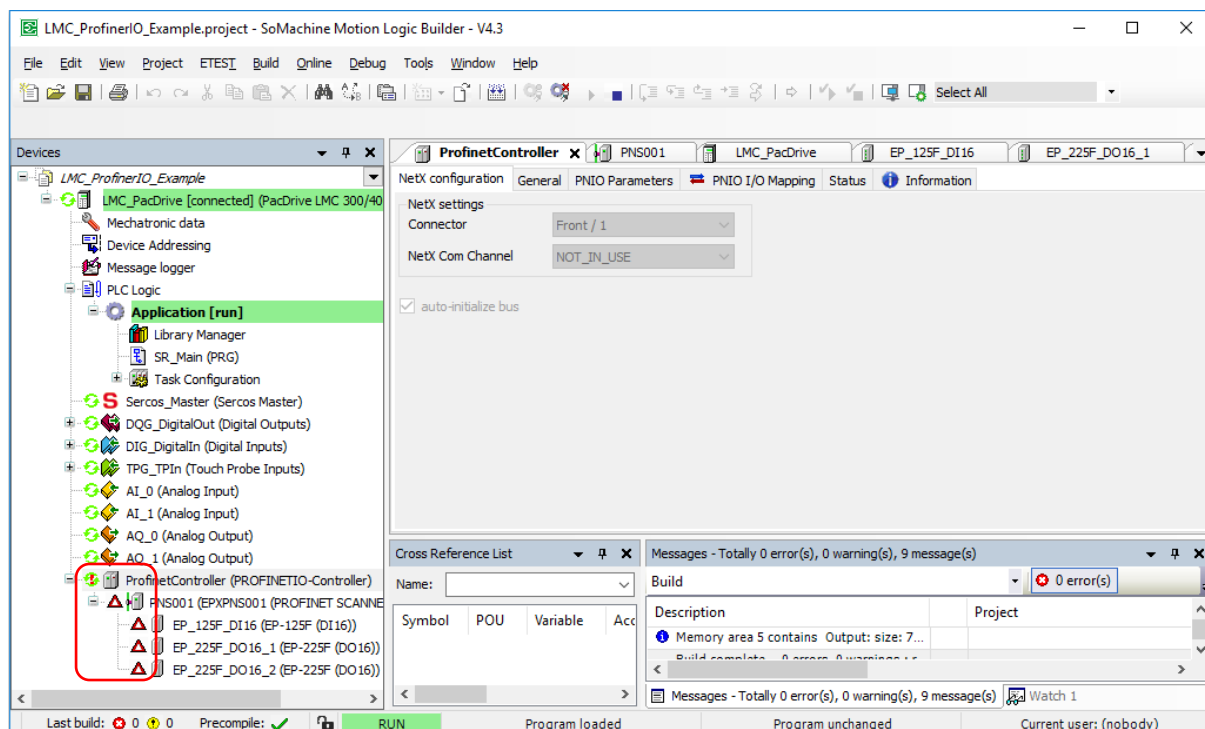 LMC_ProfinerIO_Example.project - SoMachine Motion Logic Builder - V4.3
File Edit View Project ETEST Build Online Debug Tools Window Help
Select All
Devices
LMC_ProfinerIO_Example
LMC_PacDrive [connected] (PacDrive LMC 300/40
Mechatronic data
Device Addressing
Message logger
PLC Logic
Application [run]
Library Manager
SR_Main (PRG)
Task Configuration
Sercos_Master (Sercos Master)
DQG_DigitalOut (Digital Outputs)
DIG_DigitalIn (Digital Inputs)
TPG_TPIn (Touch Probe Inputs)
AI_0 (Analog Input)
AI_1 (Analog Input)
AQ_0 (Analog Output)
AQ_1 (Analog Output)
ProfinetController (PROFINETIO-Controller)
PNS001 (EPXPNS001 (PROFINET SCANNE
EP_125F_DI16 (EP-125F (DI16))
EP_225F_DO16_1 (EP-225F (DO16))
EP_225F_DO16_2 (EP-225F (DO16))
ProfinetController PNS001 LMC_PacDrive EP_125F_DI16 EP_225F_DO16_1
NetX configuration General PNIO Parameters PNIO I/O Mapping Status Information
NetX settings
Connector Front / 1
NetX Com Channel NOT_IN_USE
auto-initialize bus
Cross Reference List
Name:
Symbol POU Variable Acc
Messages - Totally 0 error(s), 0 warning(s), 9 message(s)
Build 0 error(s)
Description Project
Memory area 5 contains Output: size: 7...
Build complete -- 0 errors, 0 warnings : r
Messages - Totally 0 error(s), 0 warning(s), 9 message(s) Watch 1
Last build: 0 0 Precompile: RUN Program loaded Program unchanged Current user: (nobody)